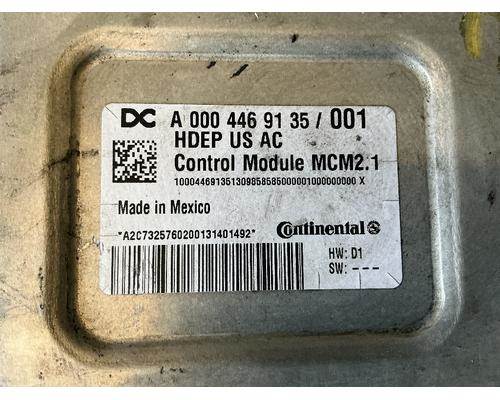 DC A 000 446 91 35 / 001
HDEP US AC
Control Module MCM2.1
10004469135130985858500000100000000 X
Made in Mexico
*A2C7325760200131401492*
Continental
HW: D1
SW: ---